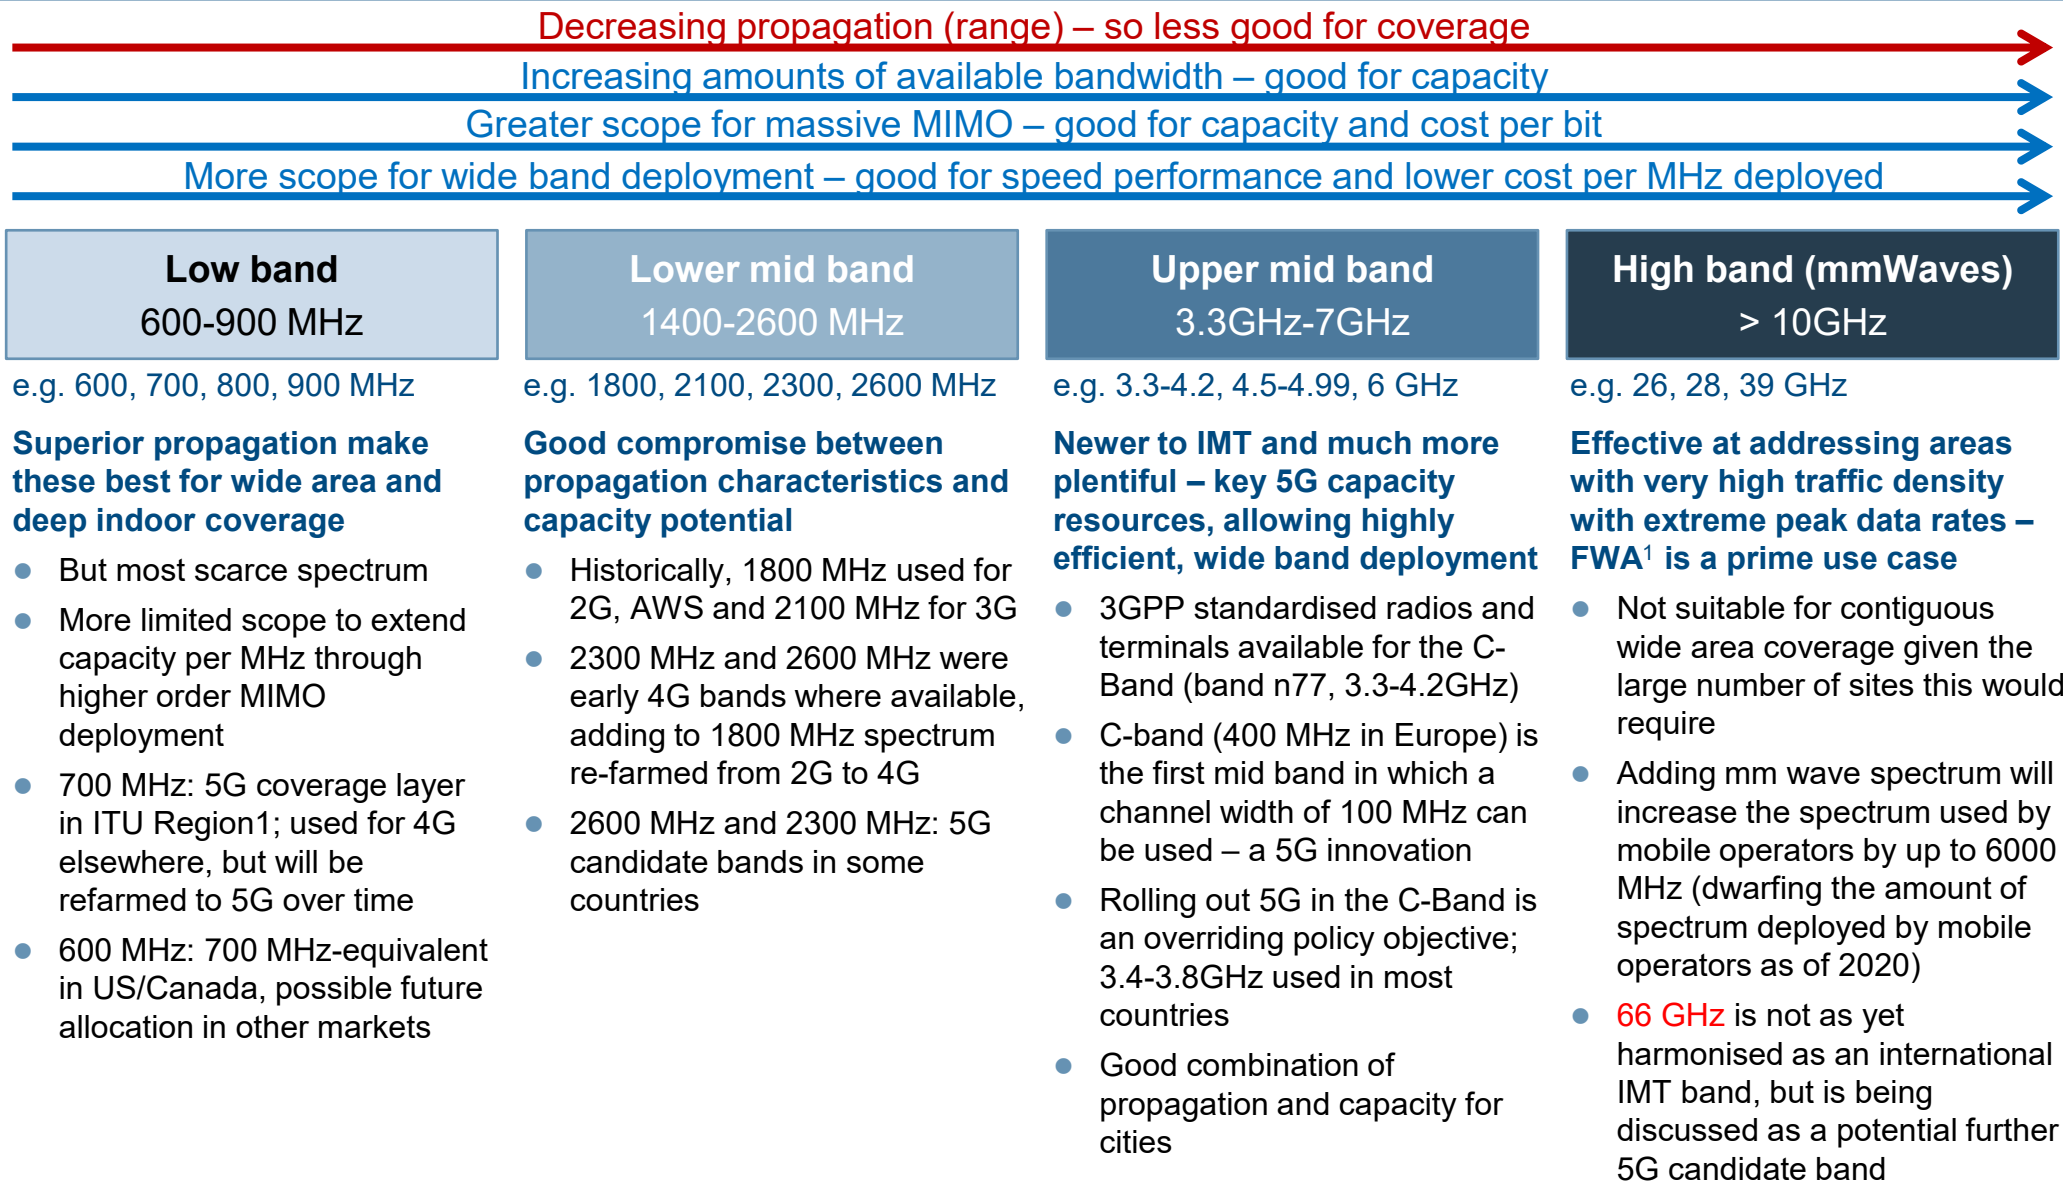 Decreasing propagation (range) – so less good for coverage
Increasing amounts of available bandwidth – good for capacity
Greater scope for massive MIMO – good for capacity and cost per bit
More scope for wide band deployment – good for speed performance and lower cost per MHz deployed
Low band
600-900 MHz
e.g. 600, 700, 800, 900 MHz
Superior propagation make
these best for wide area and
deep indoor coverage
But most scarce spectrum
More limited scope to extend
capacity per MHz through
higher order MIMO
deployment
700 MHz: 5G coverage layer
in ITU Region1; used for 4G
elsewhere, but will be
refarmed to 5G over time
600 MHz: 700 MHz-equivalent
in US/Canada, possible future
allocation in other markets
Lower mid band
1400-2600 MHz
e.g. 1800, 2100, 2300, 2600 MHz
Good compromise between
propagation characteristics and
capacity potential
Historically, 1800 MHz used for
2G, AWS and 2100 MHz for 3G
2300 MHz and 2600 MHz were
early 4G bands where available,
adding to 1800 MHz spectrum
re-farmed from 2G to 4G
2600 MHz and 2300 MHz: 5G
candidate bands in some
countries
Upper mid band
3.3GHz-7GHz
e.g. 3.3-4.2, 4.5-4.99, 6 GHz
Newer to IMT and much more
plentiful – key 5G capacity
resources, allowing highly
efficient, wide band deployment
3GPP standardised radios and
terminals available for the C-
Band (band n77, 3.3-4.2GHz)
C-band (400 MHz in Europe) is
the first mid band in which a
channel width of 100 MHz can
be used – a 5G innovation
Rolling out 5G in the C-Band is
an overriding policy objective;
3.4-3.8GHz used in most
countries
Good combination of
propagation and capacity for
cities
High band (mmWaves)
> 10GHz
e.g. 26, 28, 39 GHz
Effective at addressing areas
with very high traffic density
with extreme peak data rates –
FWA¹ is a prime use case
Not suitable for contiguous
wide area coverage given the
large number of sites this would
require
Adding mm wave spectrum will
increase the spectrum used by
mobile operators by up to 6000
MHz (dwarfing the amount of
spectrum deployed by mobile
operators as of 2020)
66 GHz is not as yet
harmonised as an international
IMT band, but is being
discussed as a potential further
5G candidate band